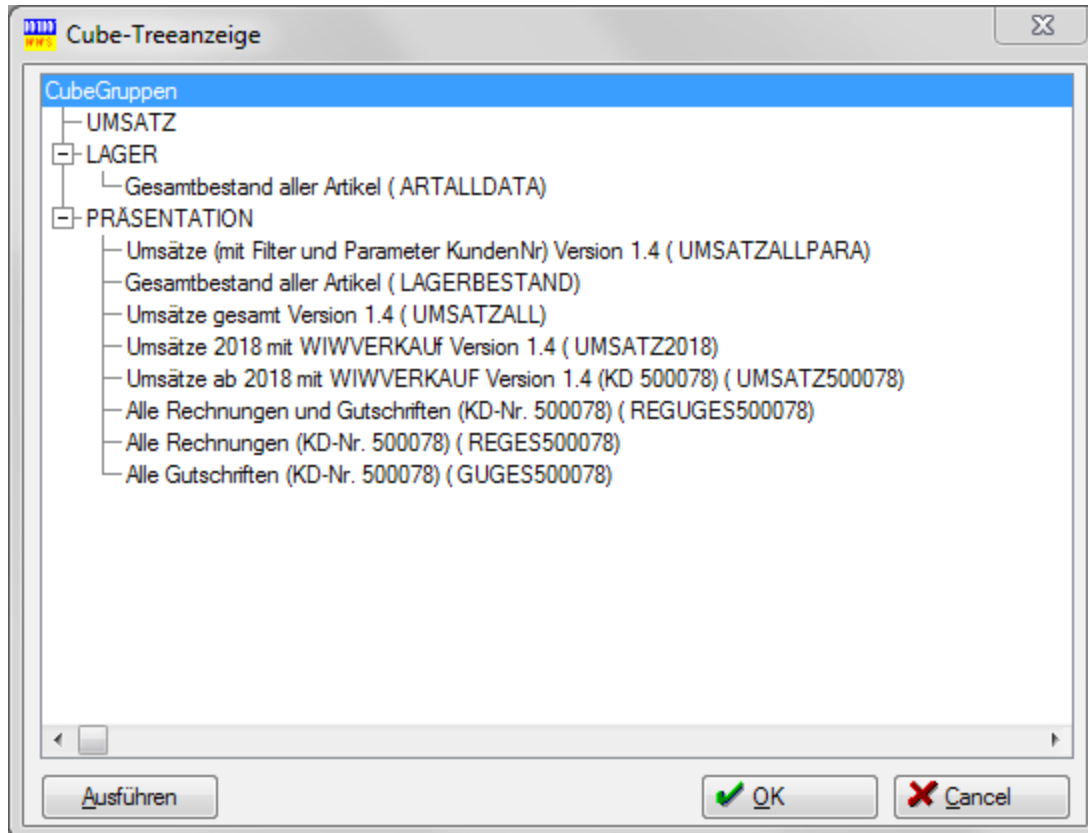 WWS
Cube-Treeanzeige
CubeGruppen
UMSATZ
LAGER
Gesamtbestand aller Artikel ( ARTALLDATA)
PRÄSENTATION
Umsätze (mit Filter und Parameter KundenNr) Version 1.4 ( UMSATZALLPARA)
Gesamtbestand aller Artikel ( LAGERBESTAND)
Umsätze gesamt Version 1.4 ( UMSATZALL)
Umsätze 2018 mit WIWVERKAUf Version 1.4 ( UMSATZ2018)
Umsätze ab 2018 mit WIWVERKAUF Version 1.4 (KD 500078) ( UMSATZ500078)
Alle Rechnungen und Gutschriften (KD-Nr. 500078) ( REGUGES500078)
Alle Rechnungen (KD-Nr. 500078) ( REGES500078)
Alle Gutschriften (KD-Nr. 500078) ( GUGES500078)
Ausführen
OK
Cancel